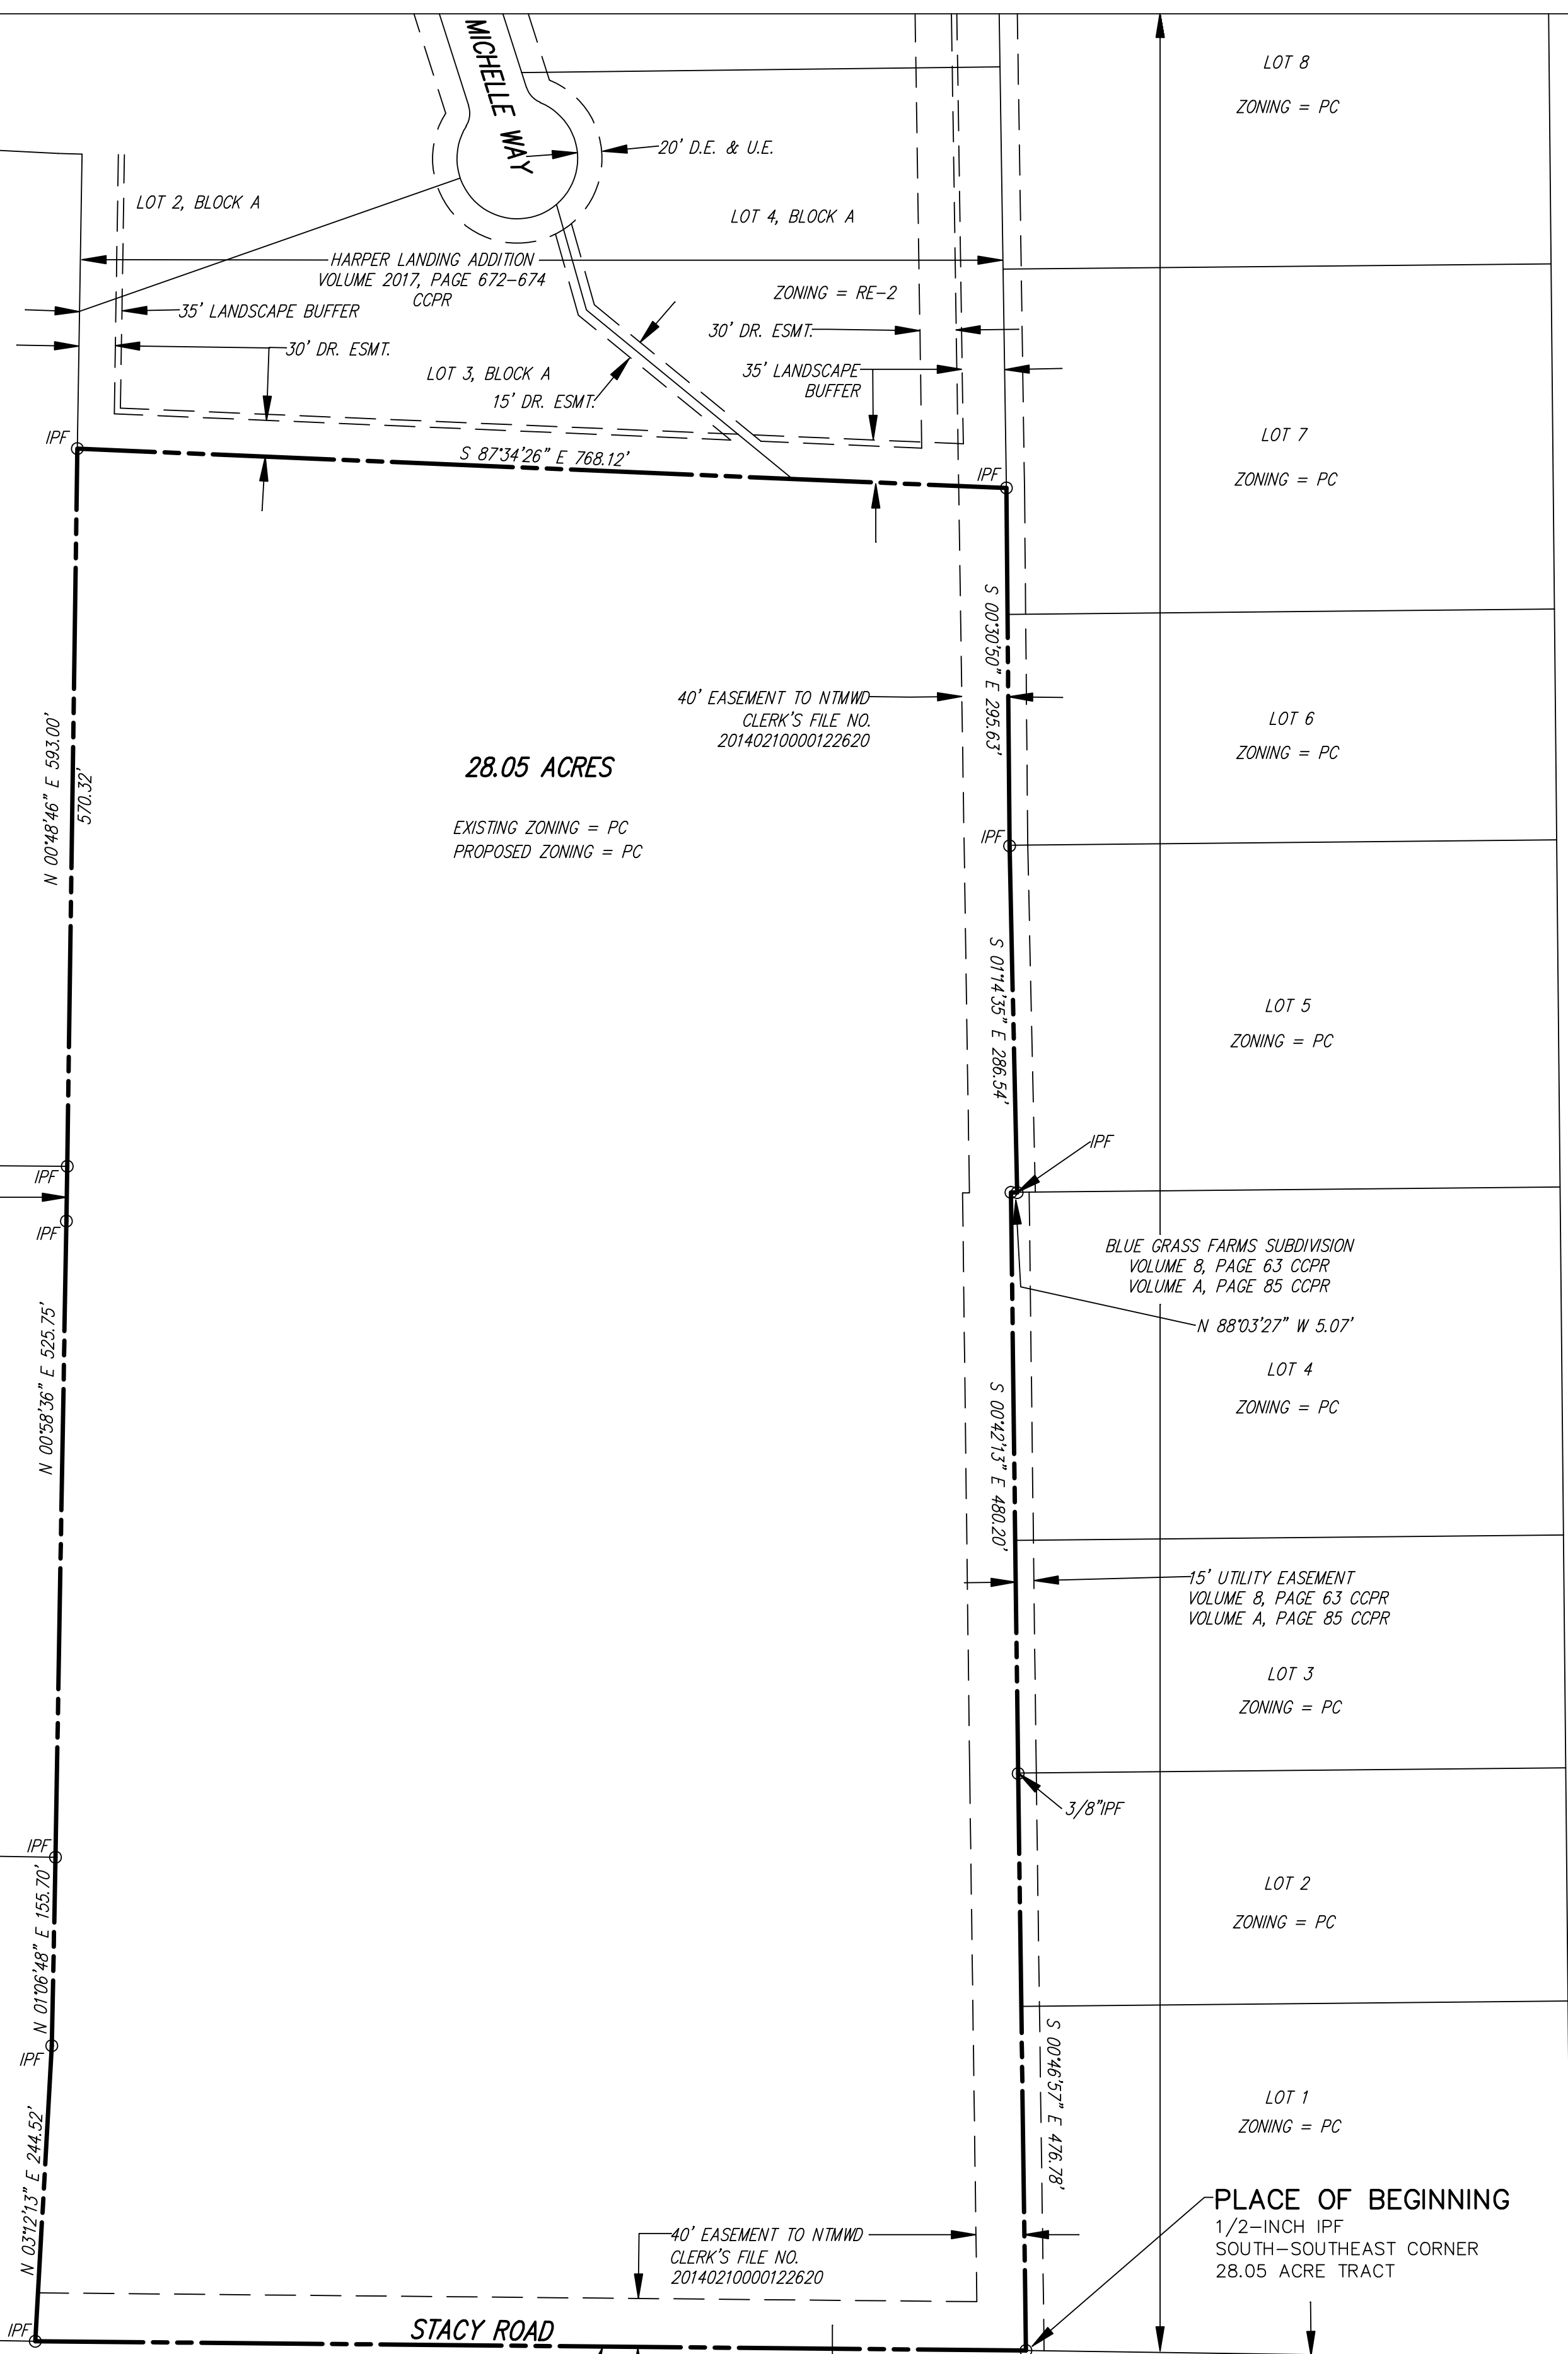 MICHELLE WAY
LOT 8
ZONING = PC
20' D.E. & U.E.
LOT 2, BLOCK A
LOT 4, BLOCK A
HARPER LANDING ADDITION
VOLUME 2017, PAGE 672-674
CCPR
ZONING = RE-2
35' LANDSCAPE BUFFER
30' DR. ESMT.
30' DR. ESMT.
LOT 3, BLOCK A
15' DR. ESMT.
35' LANDSCAPE
BUFFER
IPF
S 87°34'26" E 768.12'
IPF
LOT 7
ZONING = PC
S 00°30'50" E 295.63'
40' EASEMENT TO NTMWD
CLERK'S FILE NO.
20140210000122620
LOT 6
ZONING = PC
N 00°48'46" E 593.00'
570.32'
28.05 ACRES
EXISTING ZONING = PC
PROPOSED ZONING = PC
IPF
S 01°14'35" E 286.54'
LOT 5
ZONING = PC
IPF
IPF
IPF
BLUE GRASS FARMS SUBDIVISION
VOLUME 8, PAGE 63 CCPR
VOLUME A, PAGE 85 CCPR
N 88°03'27" W 5.07'
LOT 4
ZONING = PC
N 00°58'36" E 525.75'
S 00°42'13" E 480.20'
15' UTILITY EASEMENT
VOLUME 8, PAGE 63 CCPR
VOLUME A, PAGE 85 CCPR
LOT 3
ZONING = PC
3/8"IPF
IPF
N 01°06'48" E 155.70'
LOT 2
ZONING = PC
IPF
S 00°46'57" E 476.78'
LOT 1
ZONING = PC
N 03°12'13" E 244.52'
PLACE OF BEGINNING
1/2-INCH IPF
SOUTH-SOUTHEAST CORNER
28.05 ACRE TRACT
40' EASEMENT TO NTMWD
CLERK'S FILE NO.
20140210000122620
IPF
STACY ROAD